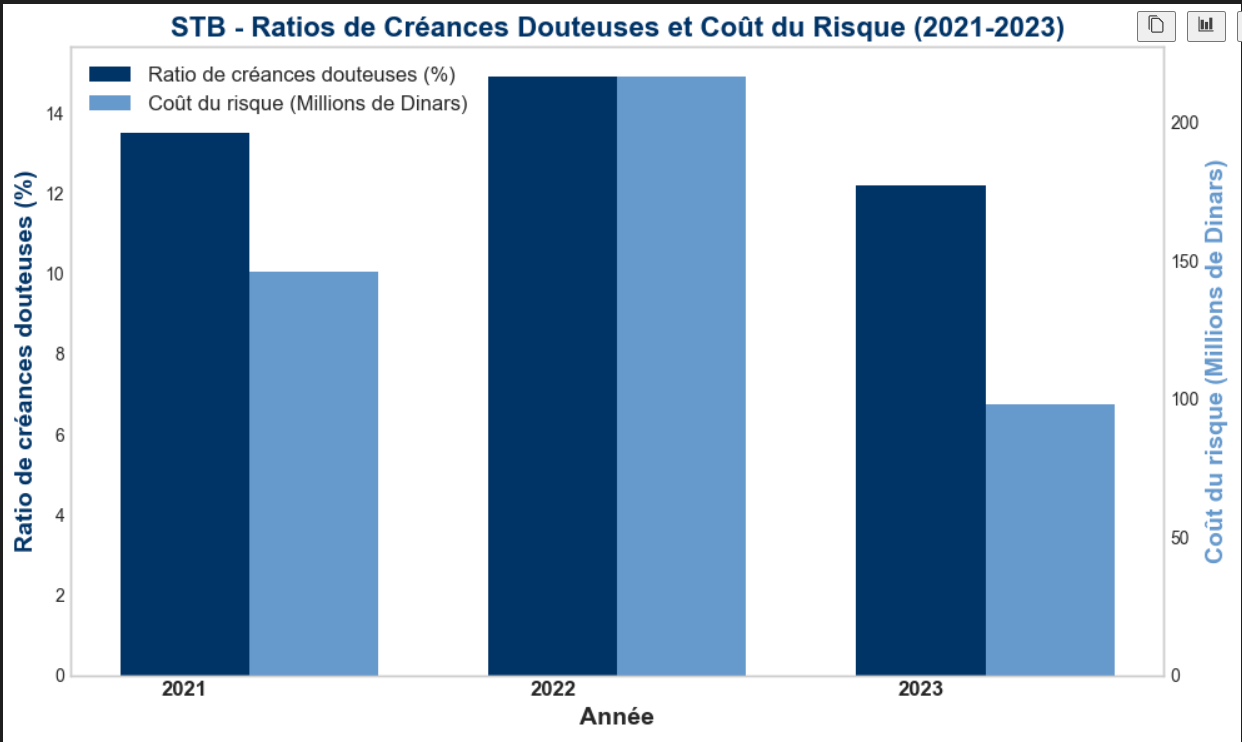 STB - Ratios de Créances Douteuses et Coût du Risque (2021-2023)
Ratio de créances douteuses (%)
Coût du risque (Millions de Dinars)
Ratio de créances douteuses (%)
14
12
10
8
6
4
2
0
200
150
100
50
0
Coût du risque (Millions de Dinars)
2021
2022
2023
Année